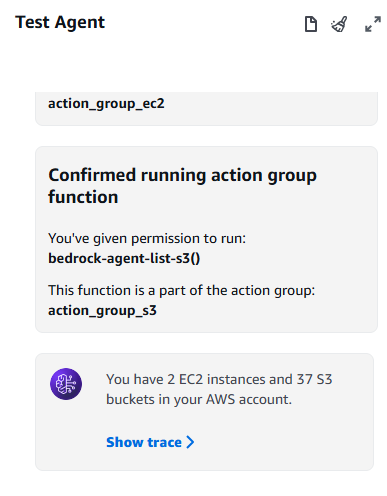 Test Agent
action_group_ec2
Confirmed running action group
function
You've given permission to run:
bedrock-agent-list-s3()
This function is a part of the action group:
action_group_s3
You have 2 EC2 instances and 37 S3
buckets in your AWS account.
Show trace